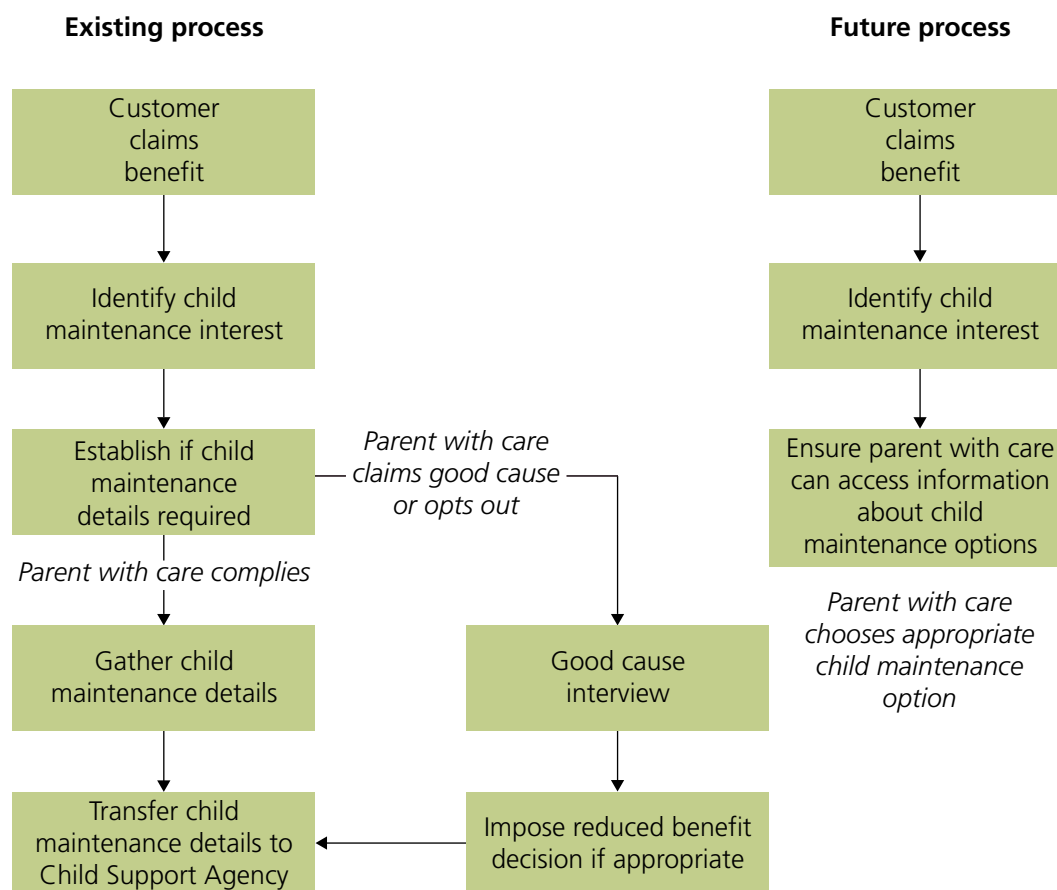 Existing process
Future process
Customer
claims
benefit
Customer
claims
benefit
Identify child
maintenance interest
Identify child
maintenance interest
Establish if child
maintenance
details required
Parent with care
claims good cause
or opts out
Ensure parent with care
can access information
about child
maintenance options
Parent with care complies
Parent with care
chooses appropriate
child maintenance
option
Gather child
maintenance details
Good cause
interview
Transfer child
maintenance details to
Child Support Agency
Impose reduced benefit
decision if appropriate